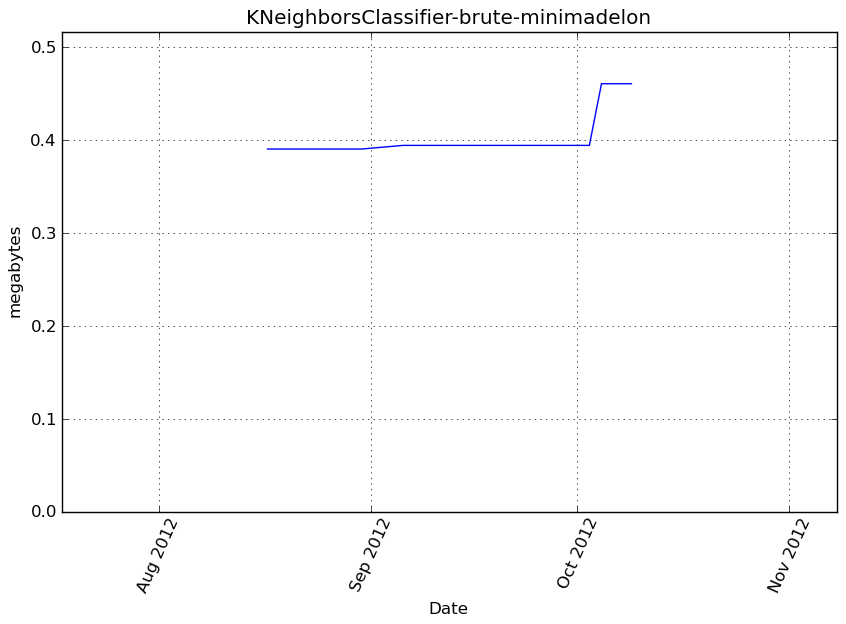 KNeighborsClassifier-brute-minimadelon
0.5
0.4
0.3
0.2
0.1
0.0
megabytes
Aug 2012
Sep 2012
Oct 2012
Nov 2012
Date